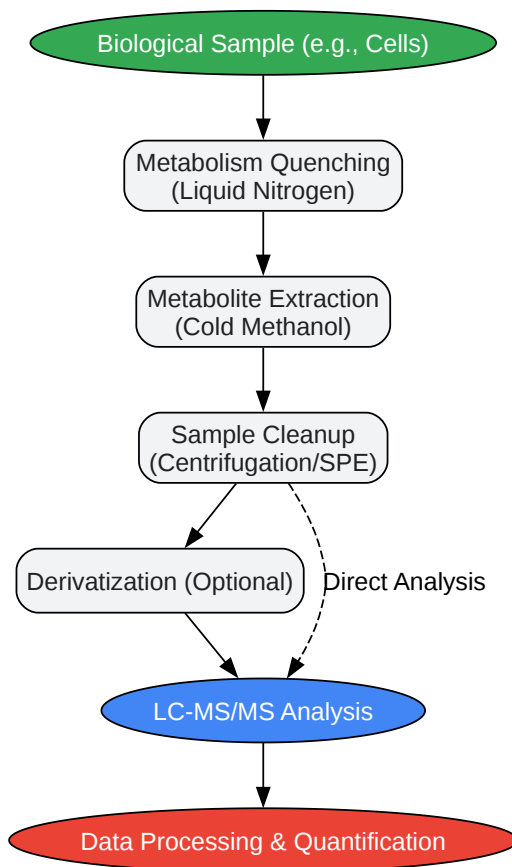 Biological Sample (e.g., Cells)
Metabolism Quenching
(Liquid Nitrogen)
Metabolite Extraction
(Cold Methanol)
Sample Cleanup
(Centrifugation/SPE)
Derivatization (Optional)
Direct Analysis
LC-MS/MS Analysis
Data Processing & Quantification